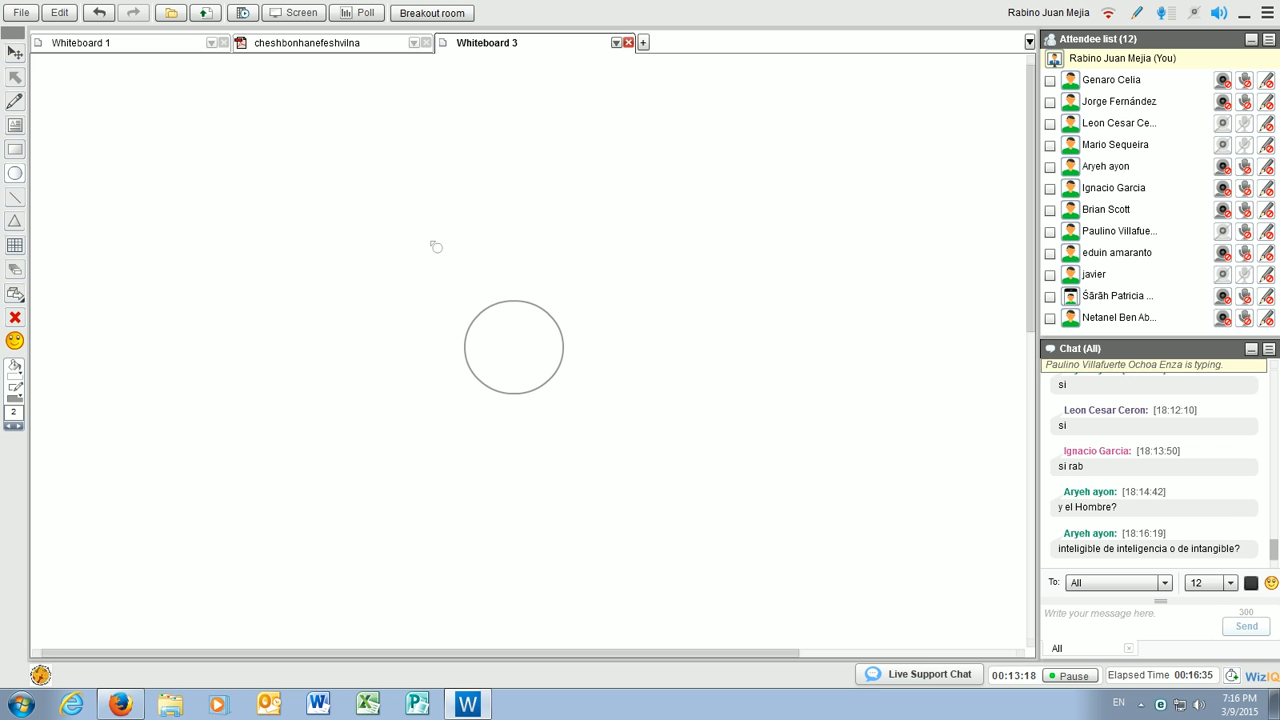 File Edit Screen Poll Breakout room Rabino Juan Mejia
Whiteboard 1 cheshbonhanefeshvilna Whiteboard 3
Attendee list (12)
Rabino Juan Mejia (You)
Genaro Celia
Jorge Fernández
Leon Cesar Ce...
Mario Sequeira
Aryeh ayon
Ignacio Garcia
Brian Scott
Paulino Villafue...
eduin amaranto
javier
Śārāh Patricia ...
Netanel Ben Ab...
Chat (All)
Paulino Villafuerte Ochoa Enza is typing.
si
Leon Cesar Ceron: [18:12:10]
si
Ignacio Garcia: [18:13:50]
si rab
Aryeh ayon: [18:14:42]
y el Hombre?
Aryeh ayon: [18:16:19]
inteligible de inteligencia o de intangible?
To: All 12
Write your message here. 300
Send
All
2
Live Support Chat 00:13:18 Pause Elapsed Time 00:16:35 WizIQ
EN 7:16 PM
3/9/2015